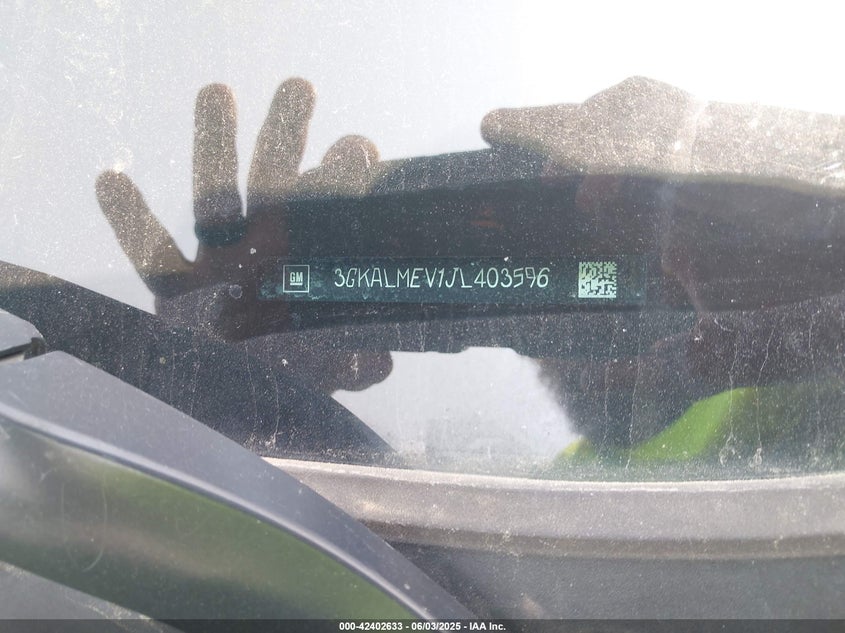 GM
3GKALMEV1JL403596
000-42402633 - 06/03/2025 - IAA Inc.